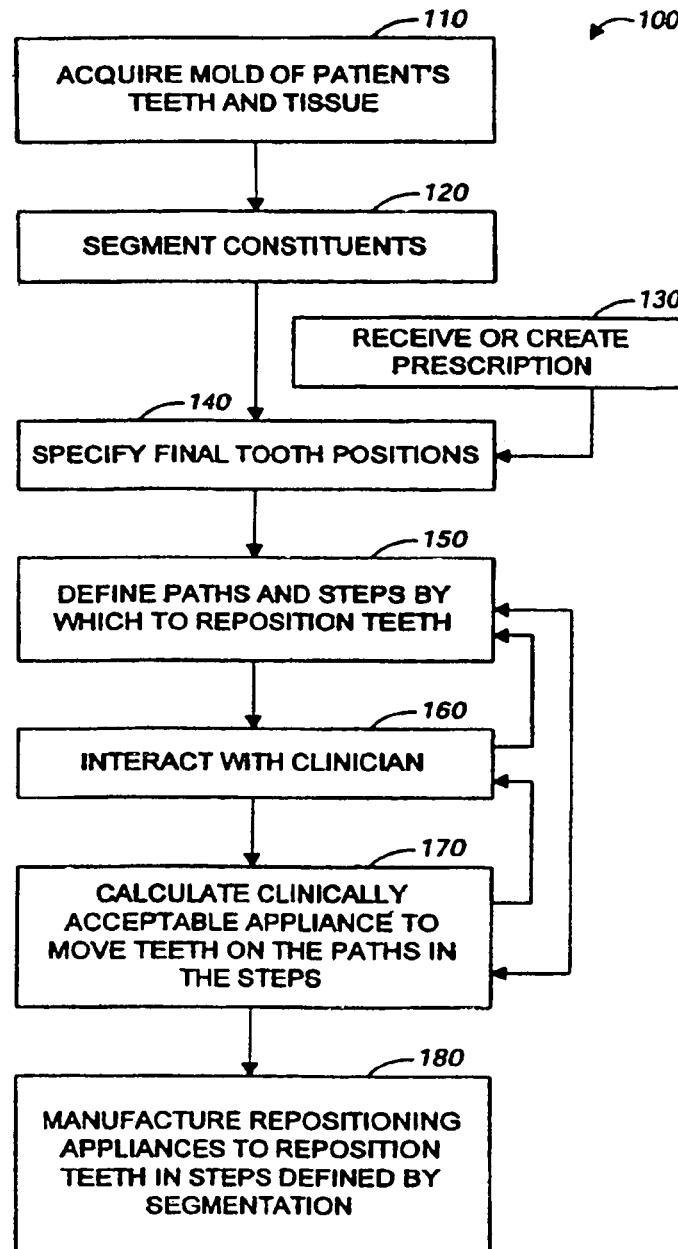 110
100
ACQUIRE MOLD OF PATIENT'S
TEETH AND TISSUE
120
SEGMENT CONSTITUENTS
130
RECEIVE OR CREATE
PRESCRIPTION
140
SPECIFY FINAL TOOTH POSITIONS
150
DEFINE PATHS AND STEPS BY
WHICH TO REPOSITION TEETH
160
INTERACT WITH CLINICIAN
170
CALCULATE CLINICALLY
ACCEPTABLE APPLIANCE TO
MOVE TEETH ON THE PATHS IN
THE STEPS
180
MANUFACTURE REPOSITIONING
APPLIANCES TO REPOSITION
TEETH IN STEPS DEFINED BY
SEGMENTATION